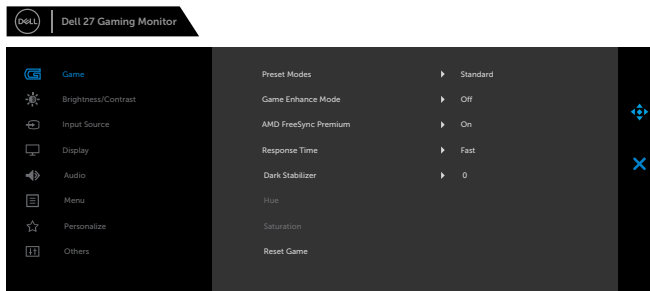 DELL
Dell 27 Gaming Monitor
Game Preset Modes Standard
Brightness/Contrast Game Enhance Mode Off
Input Source AMD FreeSync Premium On
Display Response Time Fast
Audio Dark Stabilizer 0
Menu Hue
Personalize Saturation
Others Reset Game